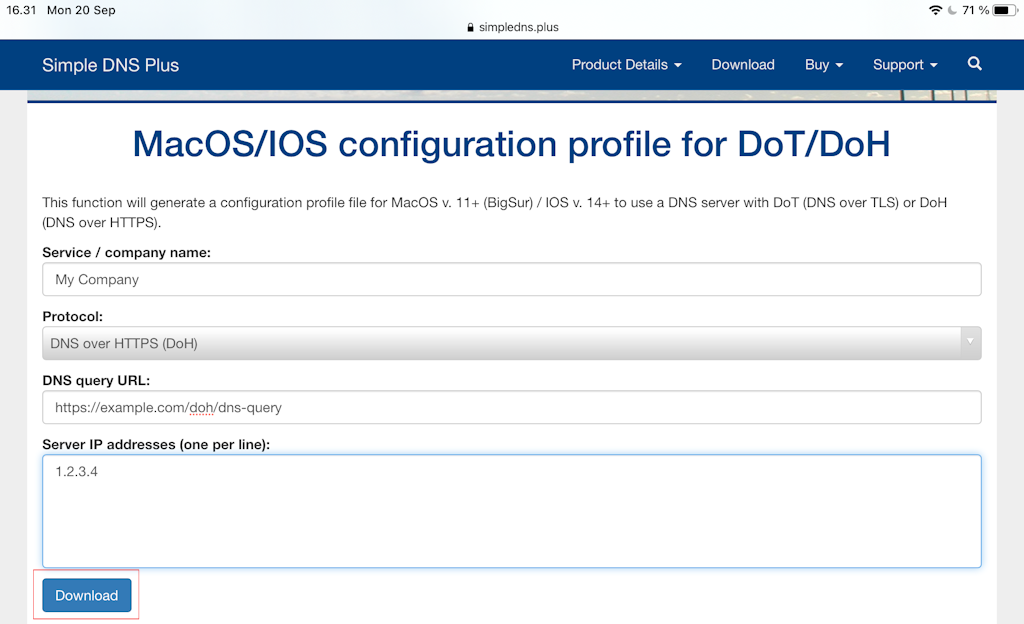 16.31 Mon 20 Sep
71 %
simpledns.plus
Simple DNS Plus
Product Details
Download
Buy
Support
MacOS/IOS configuration profile for DoT/DoH
This function will generate a configuration profile file for MacOS v. 11+ (BigSur) / IOS v. 14+ to use a DNS server with DoT (DNS over TLS) or DoH
(DNS over HTTPS).
Service / company name:
My Company
Protocol:
DNS over HTTPS (DoH)
DNS query URL:
https://example.com/doh/dns-query
Server IP addresses (one per line):
1.2.3.4
Download